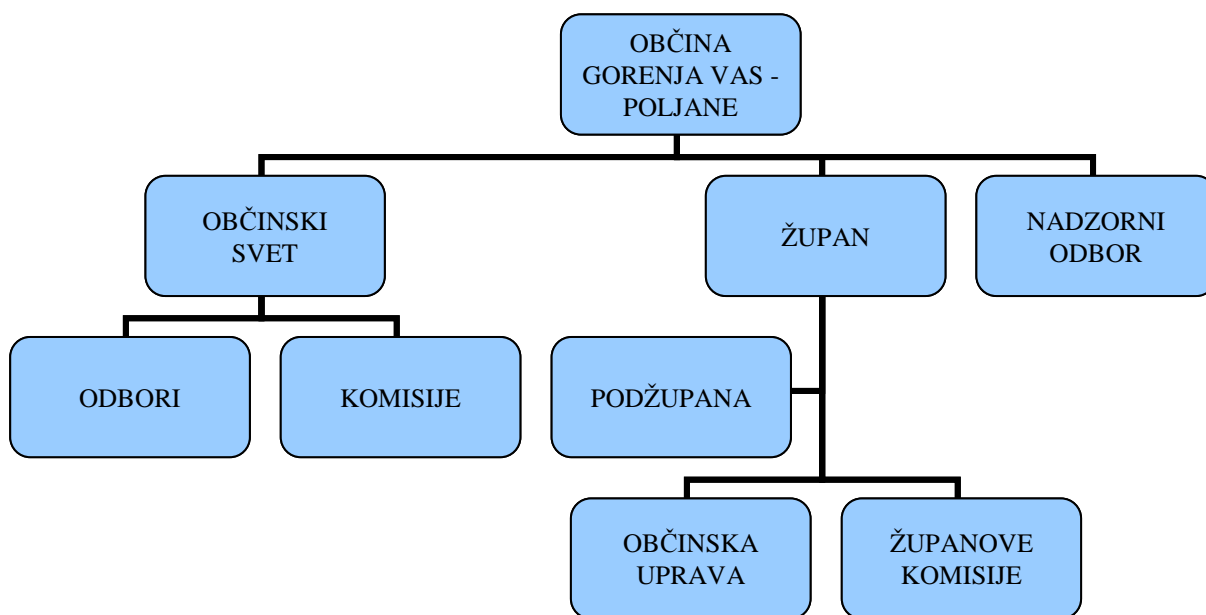 OBČINA
GORENJA VAS -
POLJANE
OBČINSKI
SVET
ŽUPAN
NADZORNI
ODBOR
ODBORI
KOMISIJE
PODŽUPANA
OBČINSKA
UPRAVA
ŽUPANOVE
KOMISIJE